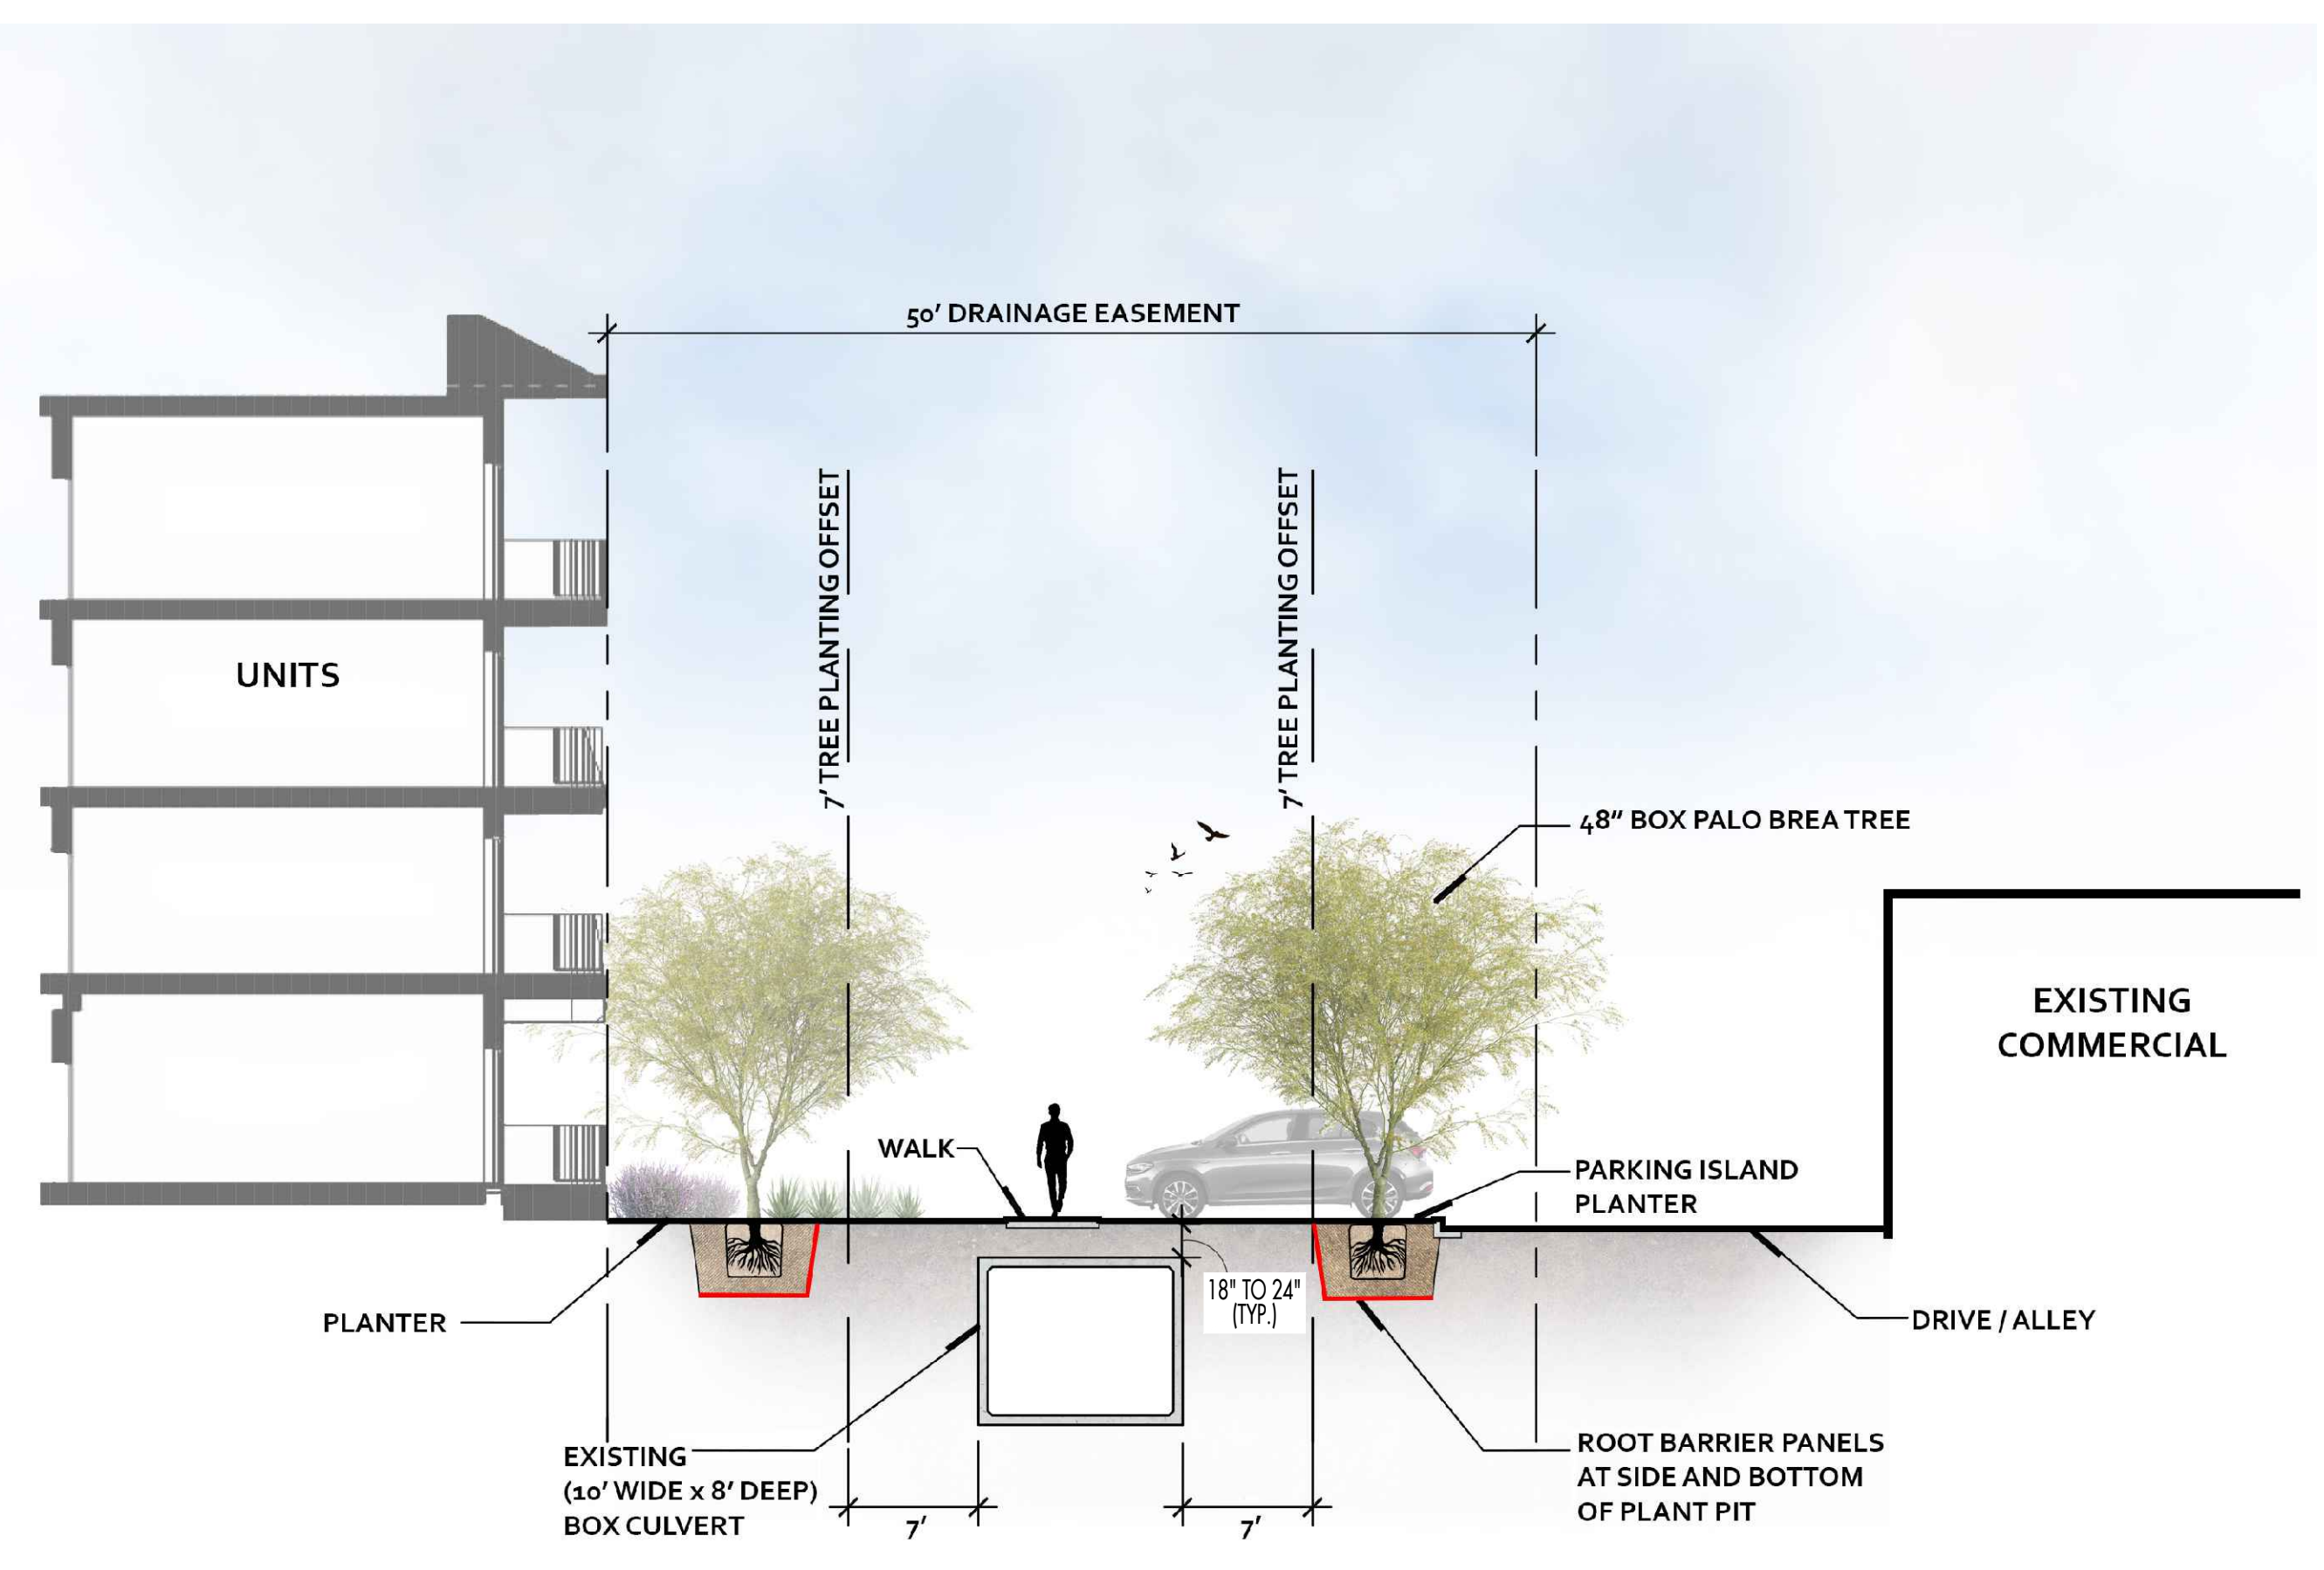 50' DRAINAGE EASEMENT
7' TREE PLANTING OFFSET
7' TREE PLANTING OFFSET
UNITS
48" BOX PALO BREA TREE
EXISTING
COMMERCIAL
WALK
PARKING ISLAND
PLANTER
18" TO 24"
(TYP.)
PLANTER
DRIVE / ALLEY
EXISTING
(10' WIDE x 8' DEEP)
BOX CULVERT
7'
7'
ROOT BARRIER PANELS
AT SIDE AND BOTTOM
OF PLANT PIT